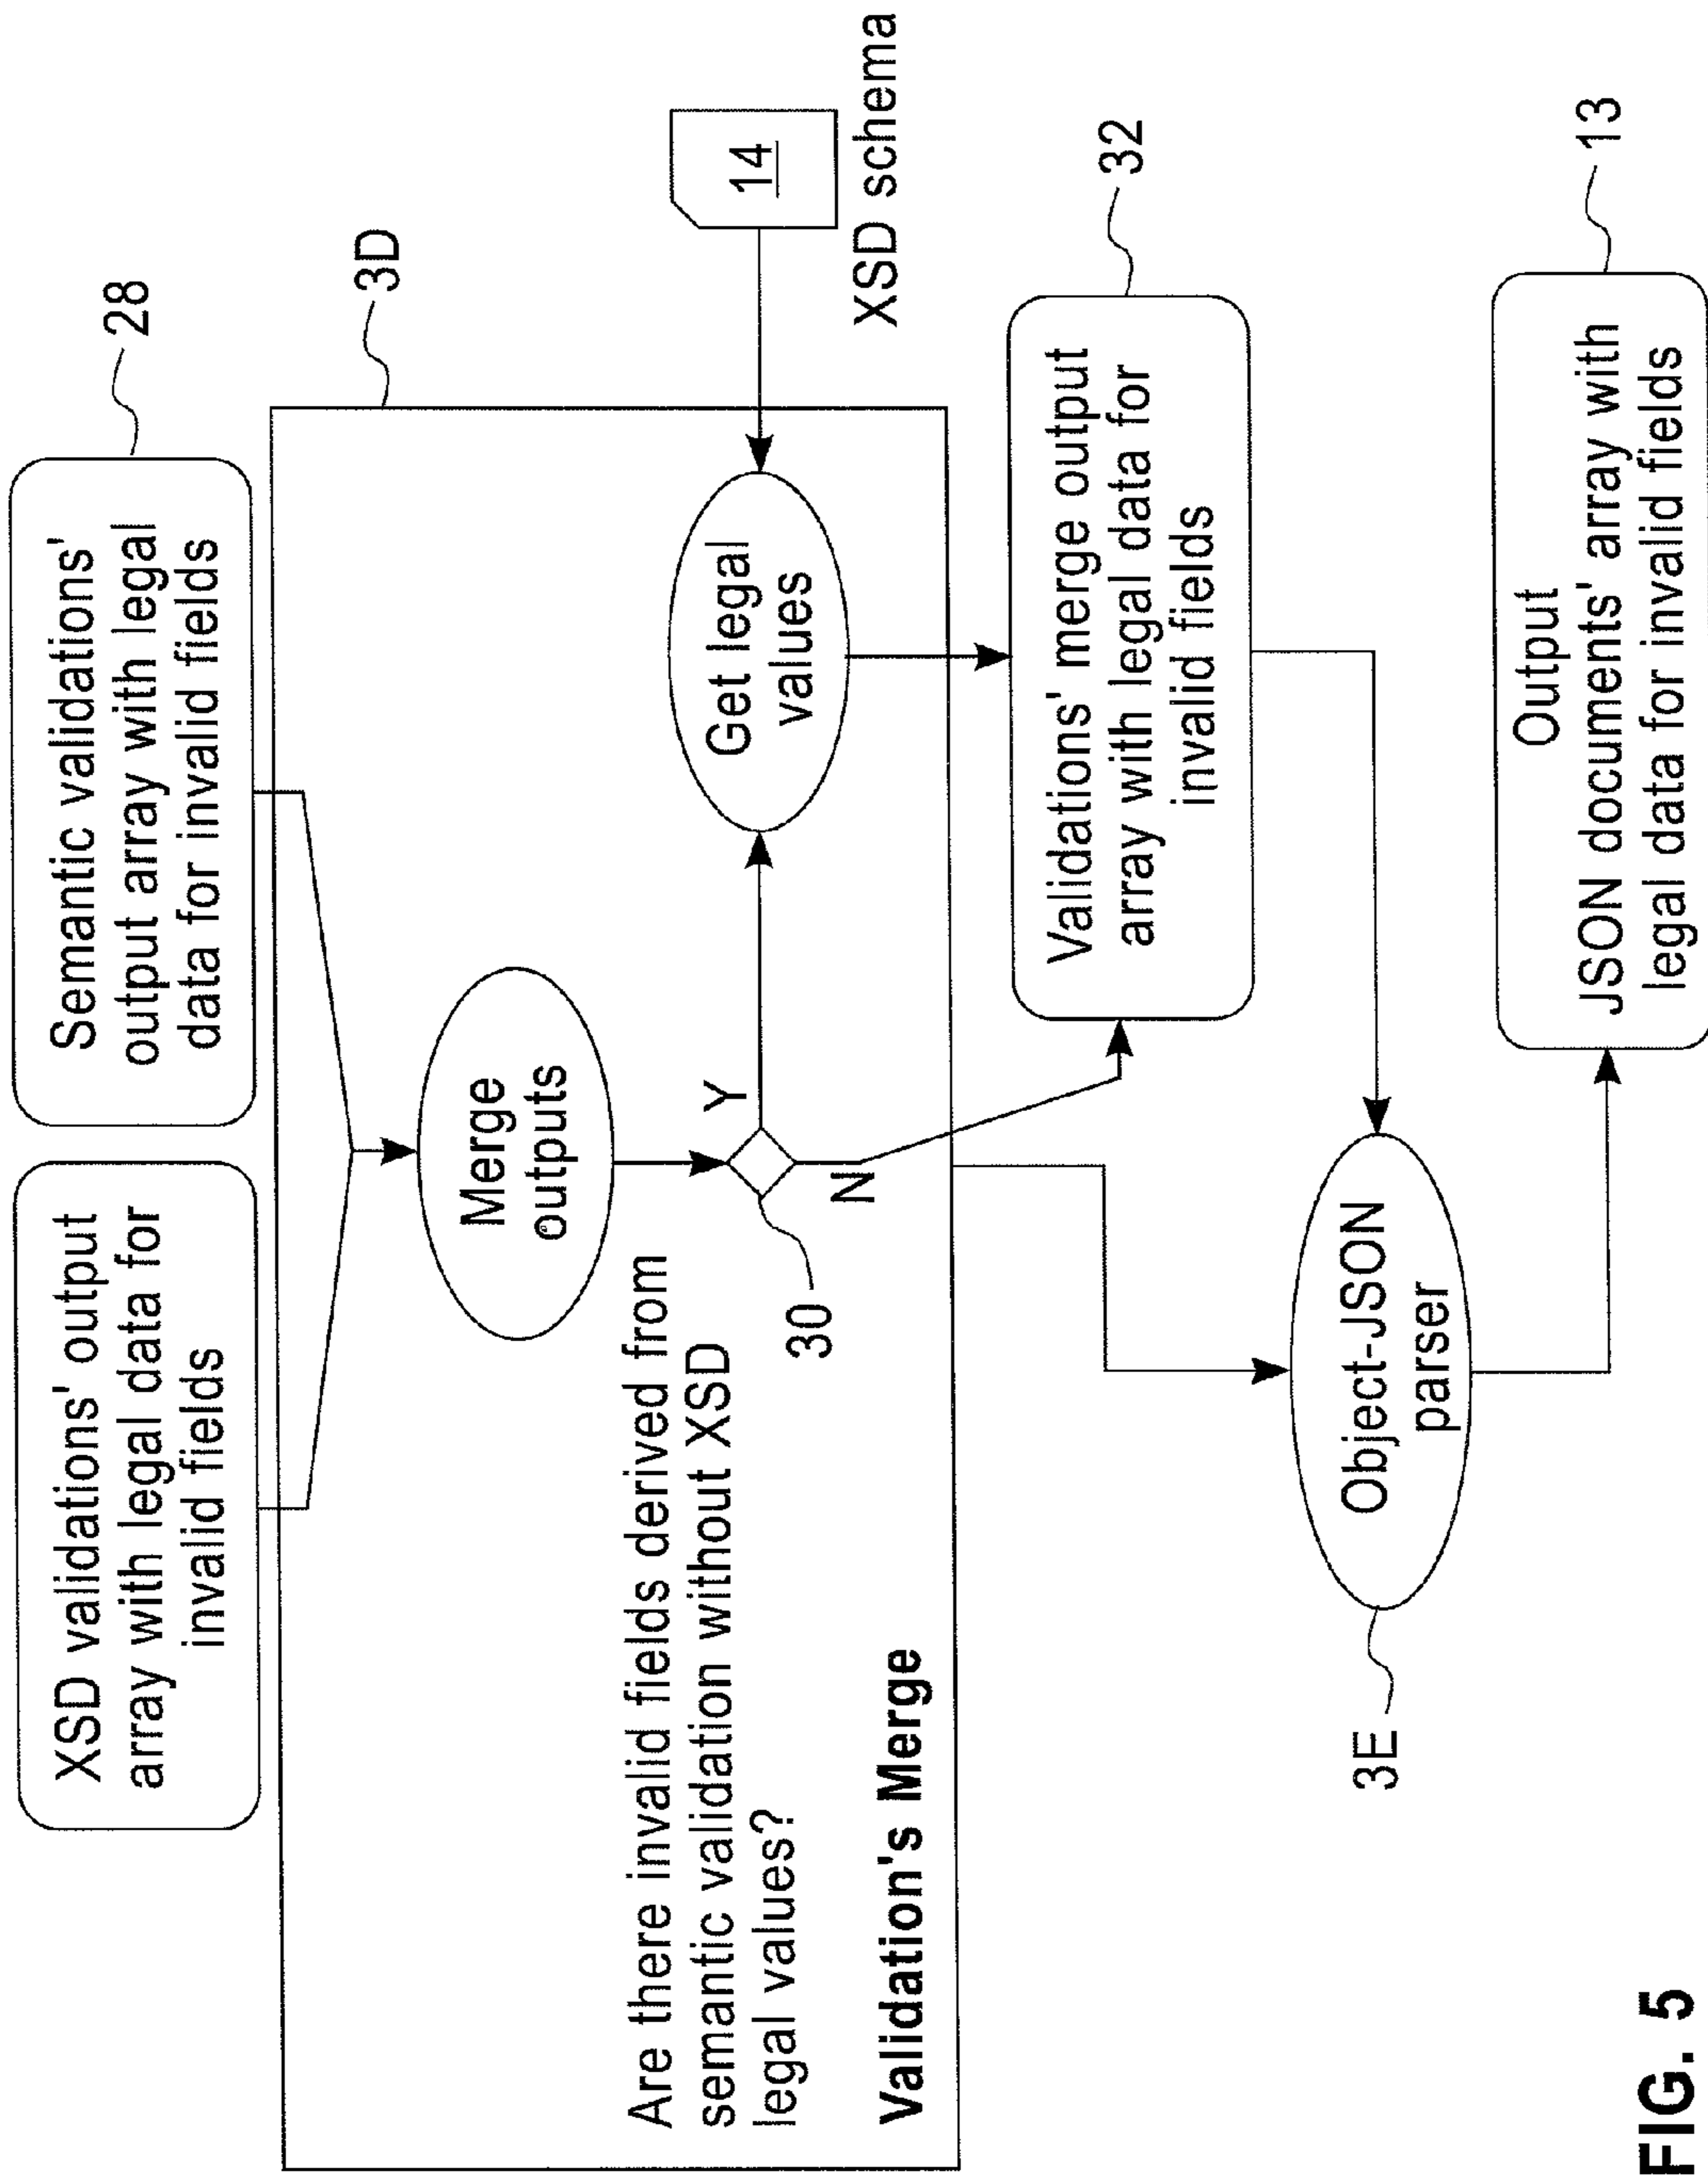 XSD validations' output
array with legal data for
invalid fields
Semantic validations'
output array with legal
data for invalid fields
28
3D
Merge
outputs
Are there invalid fields derived from
semantic validation without XSD
legal values?
30
Y
N
Get legal
values
14
XSD schema
Validation's Merge
Validations' merge output
array with legal data for
invalid fields
32
Object-JSON
parser
3E
Output
JSON documents' array with
legal data for invalid fields
13
FIG. 5